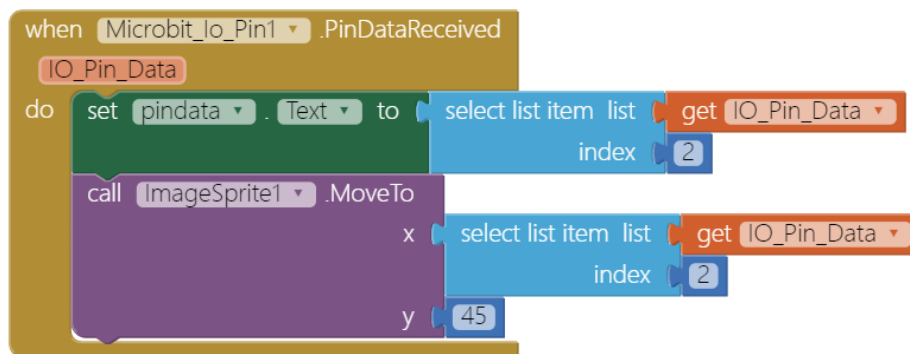 when Microbit_Io_Pin1 .PinDataReceived
IO_Pin_Data
do set pindata . Text to select list item list get IO_Pin_Data
index 2
call ImageSprite1 .MoveTo
x select list item list get IO_Pin_Data
index 2
y 45